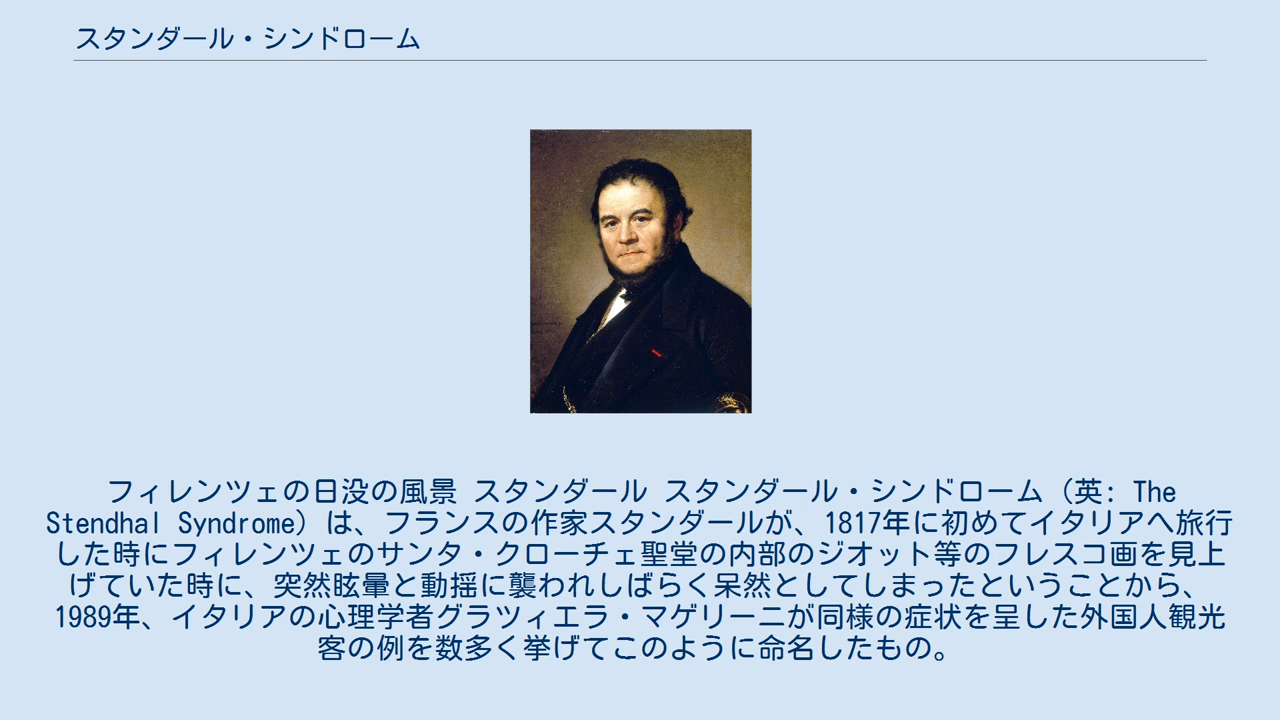 スタンダール・シンドローム
フィレンツェの日没の風景 スタンダール スタンダール・シンドローム（英: The
Stendhal Syndrome）は、フランスの作家スタンダールが、1817年に初めてイタリアへ旅行
した時にフィレンツェのサンタ・クローチェ聖堂の内部のジオット等のフレスコ画を見上
げていた時に、突然眩暈と動揺に襲われしばらく呆然としてしまったということから、
1989年、イタリアの心理学者グラツィエラ・マゲリーニが同様の症状を呈した外国人観光
客の例を数多く挙げてこのように命名したもの。